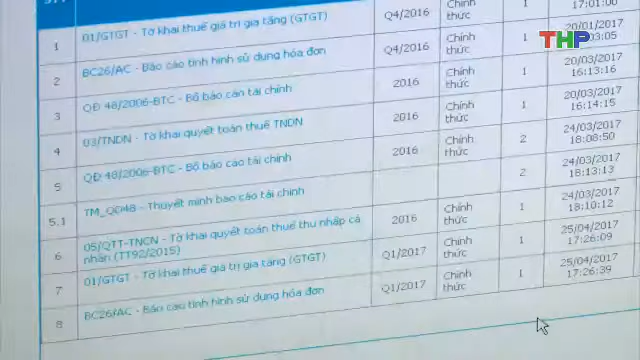 THP
17:01:00
1 01/GTGT - Tờ khai thuế giá trị gia tăng (GTGT) Q4/2016 Chính thức 1 20/01/2017
2 BC26/AC - Báo cáo tình hình sử dụng hóa đơn Q4/2016 Chính thức 1 20/03/2017 16:13:16
3 QĐ 48/2006-BTC - Bộ báo cáo tài chính 2016 Chính thức 1 20/03/2017 16:14:15
4 03/TNDN - Tờ khai quyết toán thuế TNDN 2016 Chính thức 1
5 QĐ 48/2006-BTC - Bộ báo cáo tài chính 2016 Chính thức 2 24/03/2017 18:08:50
5.1 TM_QĐ48 - Thuyết minh báo cáo tài chính 2 24/03/2017 18:13:13
6 05/QTT-TNCN - Tờ khai quyết toán thuế thu nhập cá nhân (TT92/2015) 2016 Chính thức 1 24/03/2017 18:10:12
7 01/GTGT - Tờ khai thuế giá trị gia tăng (GTGT) Q1/2017 Chính thức 1 25/04/2017 17:26:09
8 BC26/AC - Báo cáo tình hình sử dụng hóa đơn Q1/2017 Chính thức 1 25/04/2017 17:26:39